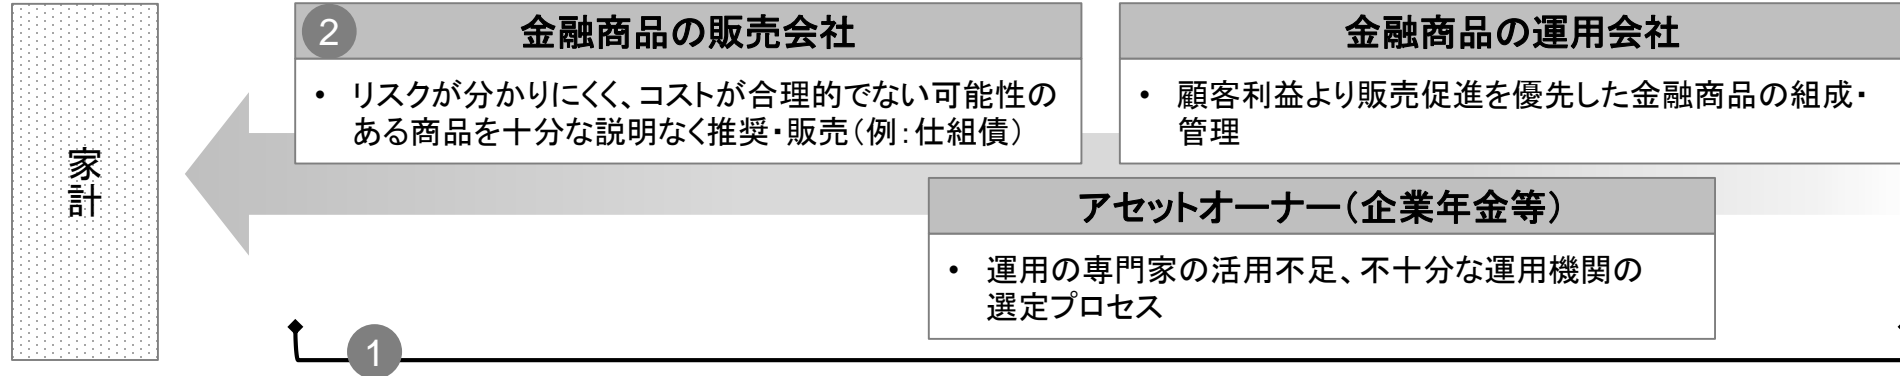 家計
2
金融商品の販売会社
• リスクが分かりにくく、コストが合理的でない可能性の
ある商品を十分な説明なく推奨・販売（例：仕組債）
金融商品の運用会社
• 顧客利益より販売促進を優先した金融商品の組成・
管理
アセットオーナー（企業年金等）
• 運用の専門家の活用不足、不十分な運用機関の
選定プロセス
1